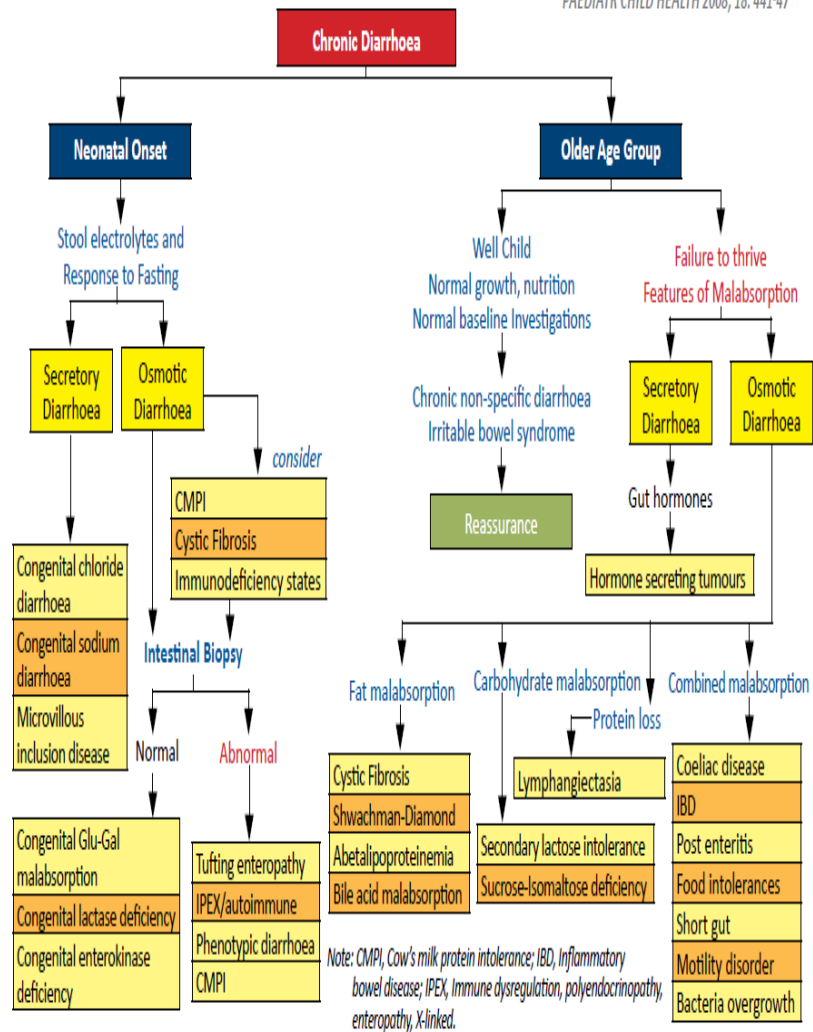 PAEDIATR CHILD HEALTH 2008; 18: 441-47
Chronic Diarrhoea
Neonatal Onset
Older Age Group
Stool electrolytes and
Response to Fasting
Well Child
Normal growth, nutrition
Normal baseline Investigations
Failure to thrive
Features of Malabsorption
Secretory
Diarrhoea
Osmotic
Diarrhoea
Chronic non-specific diarrhoea
Irritable bowel syndrome
Secretory
Diarrhoea
Osmotic
Diarrhoea
consider
CMPI
Cystic Fibrosis
Immunodeficiency states
Reassurance
Gut hormones
Hormone secreting tumours
Congenital chloride
diarrhoea
Congenital sodium
diarrhoea
Microvillous
inclusion disease
Intestinal Biopsy
Normal
Abnormal
Congenital Glu-Gal
malabsorption
Congenital lactase deficiency
Congenital enterokinase
deficiency
Tufting enteropathy
IPEX/autoimmune
Phenotypic diarrhoea
CMPI
Fat malabsorption
Carbohydrate malabsorption
Protein loss
Combined malabsorption
Cystic Fibrosis
Shwachman-Diamond
Abetalipoproteinemia
Bile acid malabsorption
Lymphangiectasia
Secondary lactose intolerance
Sucrose-Isomaltose deficiency
Coeliac disease
IBD
Post enteritis
Food intolerances
Short gut
Motility disorder
Bacteria overgrowth
Note: CMPI, Cow's milk protein intolerance; IBD, Inflammatory
bowel disease; IPEX, Immune dysregulation, polyendocrinopathy,
enteropathy, X-linked.